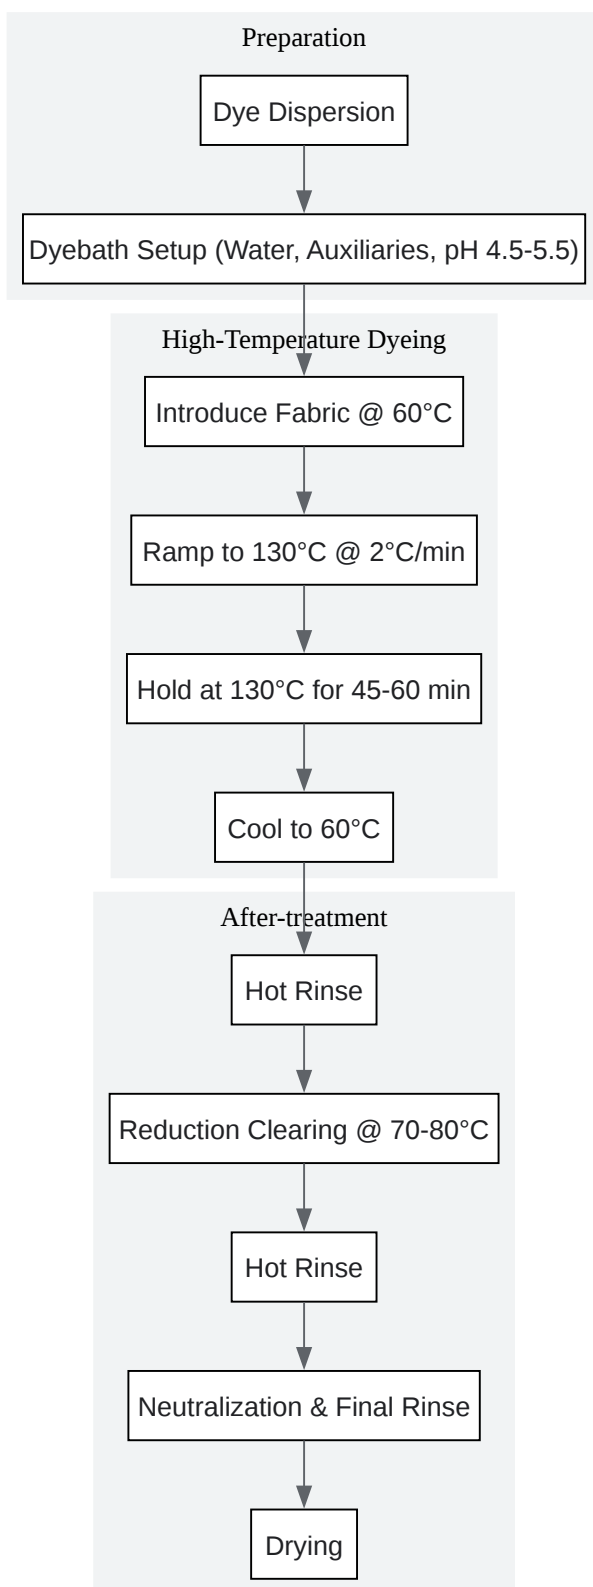 Preparation
Dye Dispersion
Dyebath Setup (Water, Auxiliaries, pH 4.5-5.5)
High-Temperature Dyeing
Introduce Fabric @ 60°C
Ramp to 130°C @ 2°C/min
Hold at 130°C for 45-60 min
Cool to 60°C
After-treatment
Hot Rinse
Reduction Clearing @ 70-80°C
Hot Rinse
Neutralization & Final Rinse
Drying